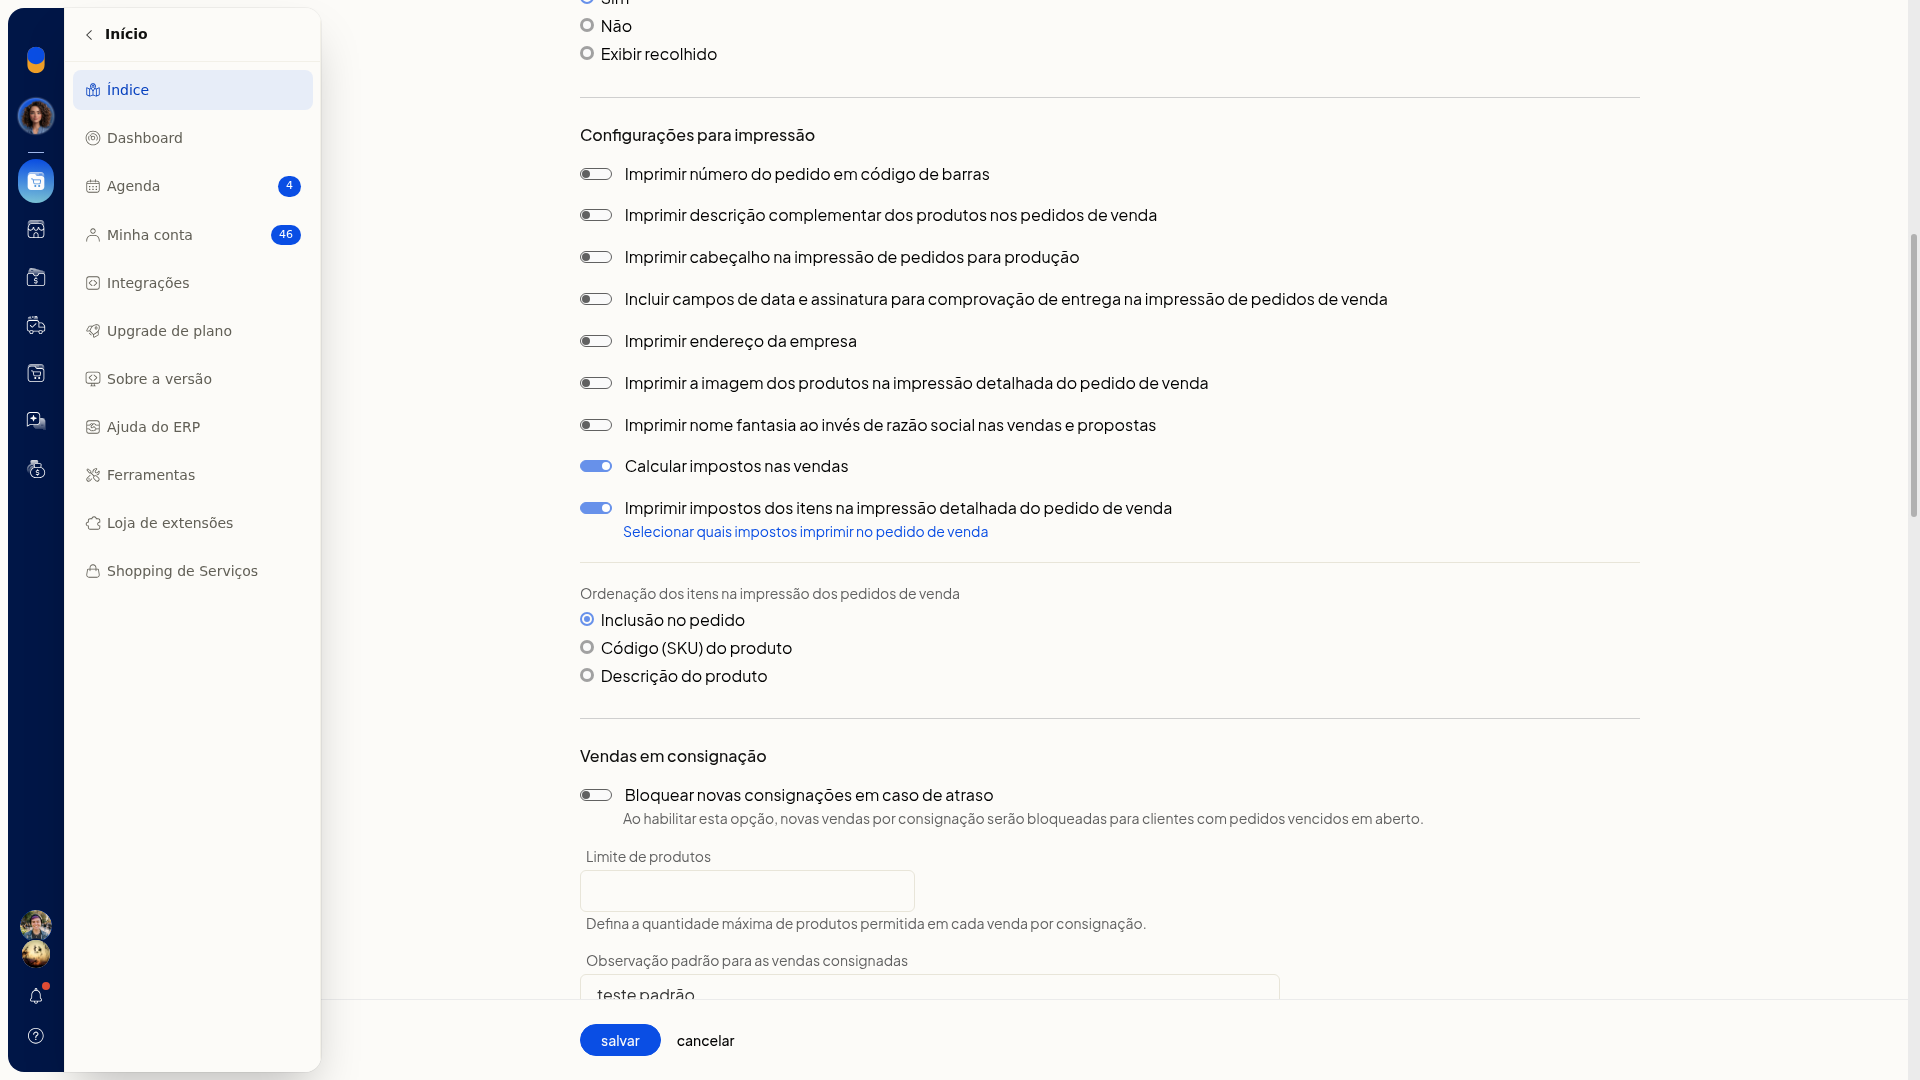 Início
Índice
Dashboard
Agenda
4
Minha conta
46
Integrações
Upgrade de plano
Sobre a versão
Ajuda do ERP
Ferramentas
Loja de extensões
Shopping de Serviços
Sim
Não
Exibir recolhido
Configurações para impressão
Imprimir número do pedido em código de barras
Imprimir descrição complementar dos produtos nos pedidos de venda
Imprimir cabeçalho na impressão de pedidos para produção
Incluir campos de data e assinatura para comprovação de entrega na impressão de pedidos de venda
Imprimir endereço da empresa
Imprimir a imagem dos produtos na impressão detalhada do pedido de venda
Imprimir nome fantasia ao invés de razão social nas vendas e propostas
Calcular impostos nas vendas
Imprimir impostos dos itens na impressão detalhada do pedido de venda
Selecionar quais impostos imprimir no pedido de venda
Ordenação dos itens na impressão dos pedidos de venda
Inclusão no pedido
Código (SKU) do produto
Descrição do produto
Vendas em consignação
Bloquear novas consignações em caso de atraso
Ao habilitar esta opção, novas vendas por consignação serão bloqueadas para clientes com pedidos vencidos em aberto.
Limite de produtos
Defina a quantidade máxima de produtos permitida em cada venda por consignação.
Observação padrão para as vendas consignadas
teste padrão
salvar
cancelar